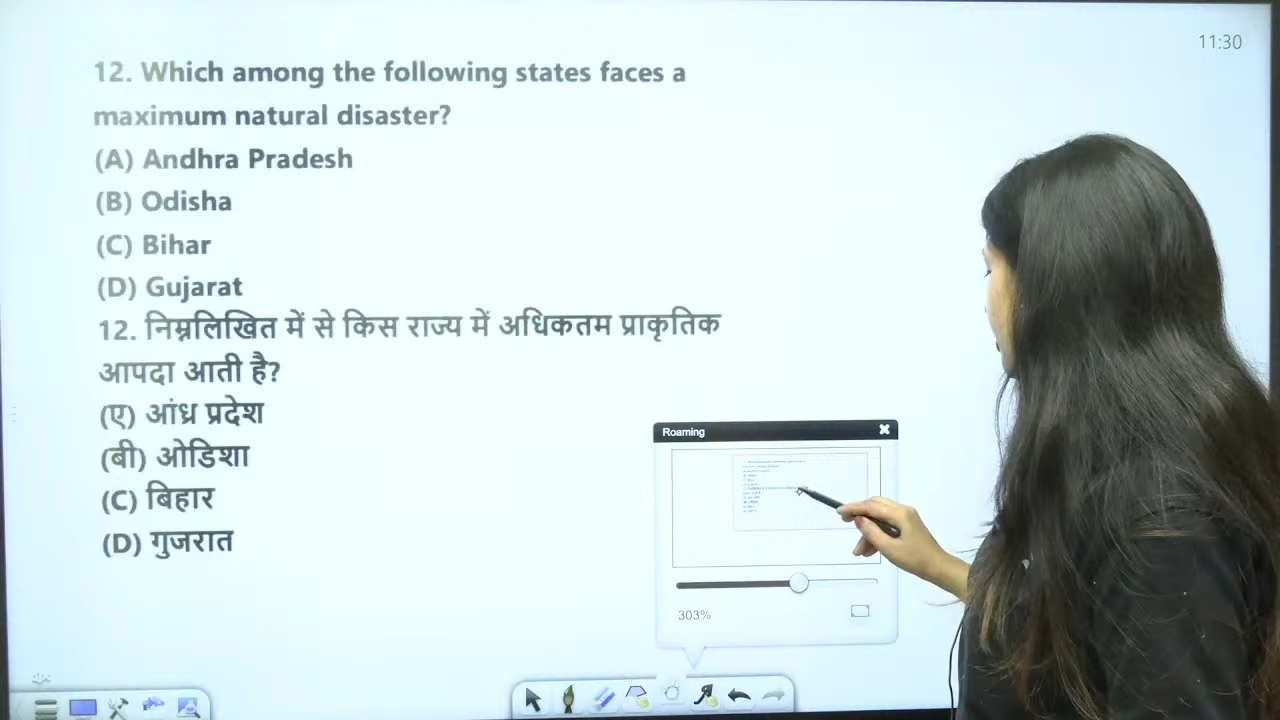 11:30
12. Which among the following states faces a
maximum natural disaster?
(A) Andhra Pradesh
(B) Odisha
(C) Bihar
(D) Gujarat
12. निम्नलिखित में से किस राज्य में अधिकतम प्राकृतिक
आपदा आती है?
(ए) आंध्र प्रदेश
(बी) ओडिशा
(C) बिहार
(D) गुजरात
Roaming
303%